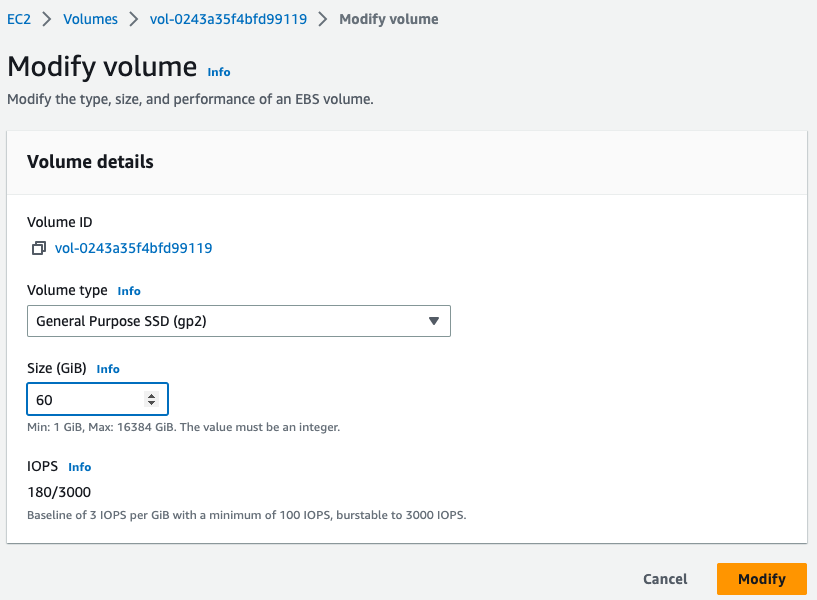 EC2 > Volumes > vol-0243a35f4bfd99119 > Modify volume
Modify volume Info
Modify the type, size, and performance of an EBS volume.
Volume details
Volume ID
vol-0243a35f4bfd99119
Volume type Info
General Purpose SSD (gp2)
Size (GiB) Info
60
Min: 1 GiB, Max: 16384 GiB. The value must be an integer.
IOPS Info
180/3000
Baseline of 3 IOPS per GiB with a minimum of 100 IOPS, burstable to 3000 IOPS.
Cancel Modify